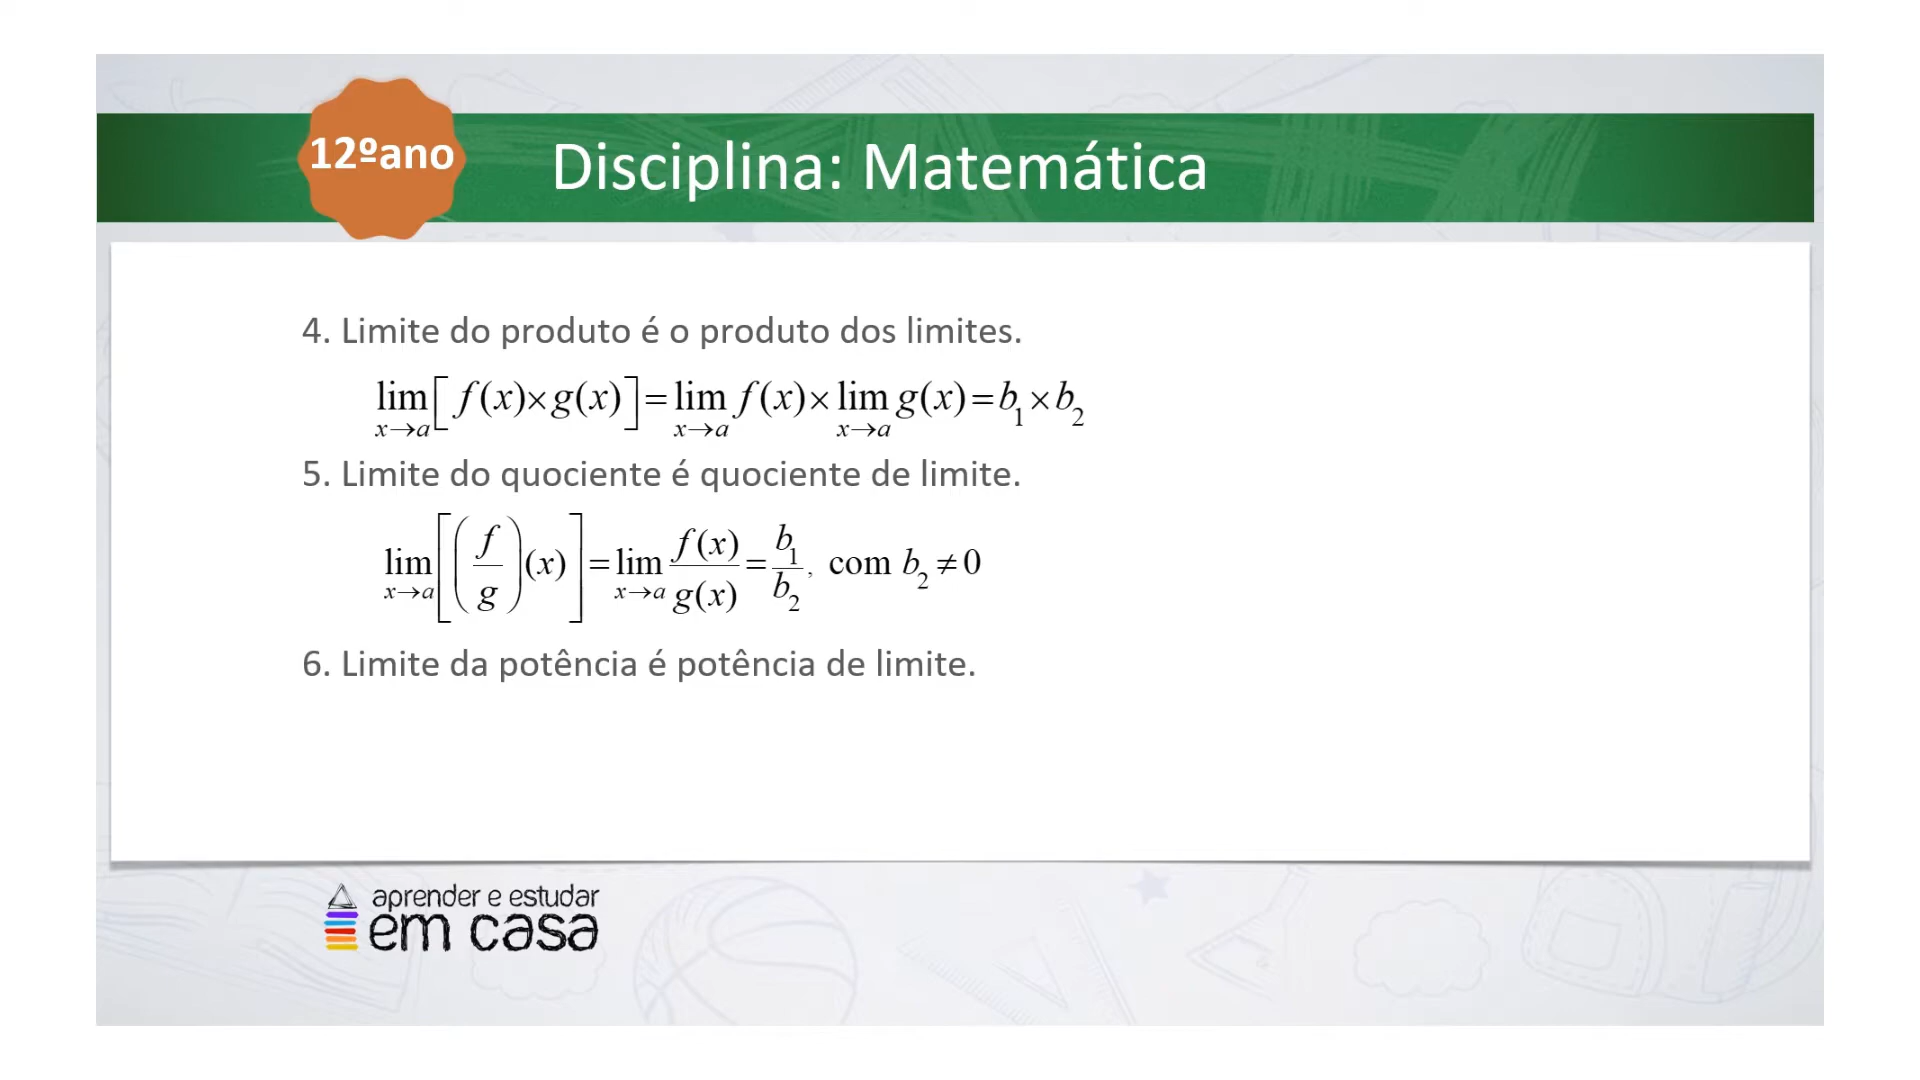 12ºano
Disciplina: Matemática
4. Limite do produto é o produto dos limites.
lim x→a [ f(x)×g(x) ] = lim x→a f(x)× lim x→a g(x) = b₁×b₂
5. Limite do quociente é quociente de limite.
lim x→a [ ( f/g )(x) ] = lim x→a f(x)/g(x) = b₁/b₂, com b₂ ≠ 0
6. Limite da potência é potência de limite.
aprender e estudar
em casa